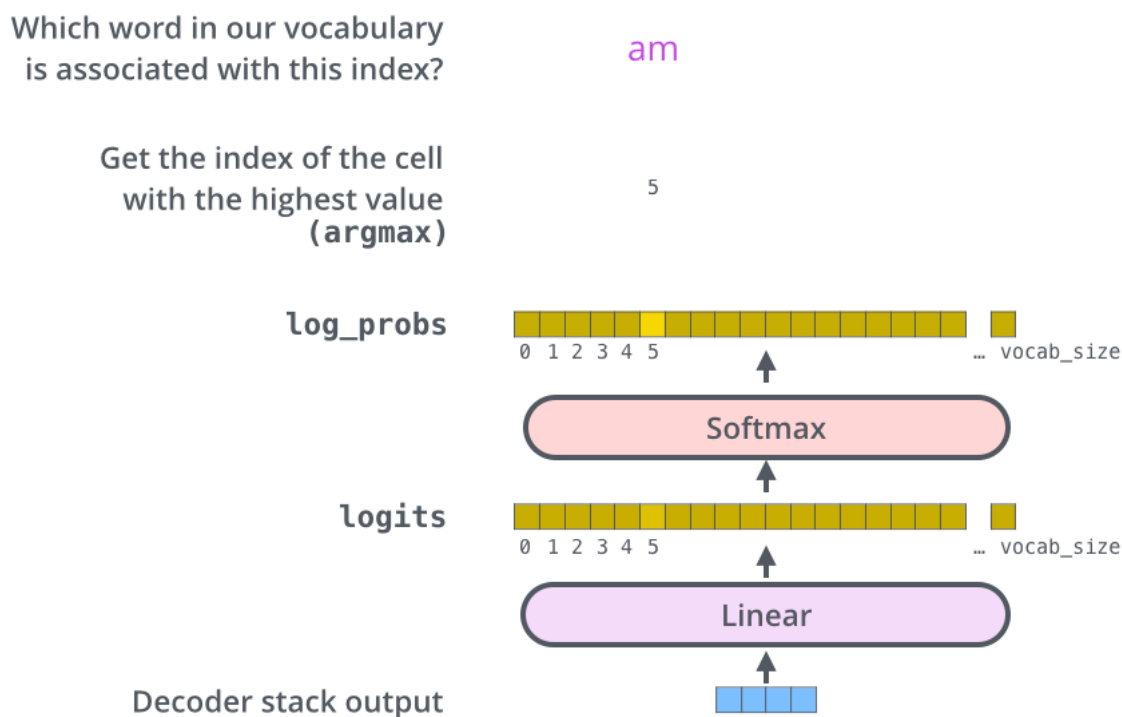 Which word in our vocabulary
is associated with this index?
am
Get the index of the cell
with the highest value
(argmax)
5
log_probs
0 1 2 3 4 5 … vocab_size
Softmax
logits
0 1 2 3 4 5 … vocab_size
Linear
Decoder stack output